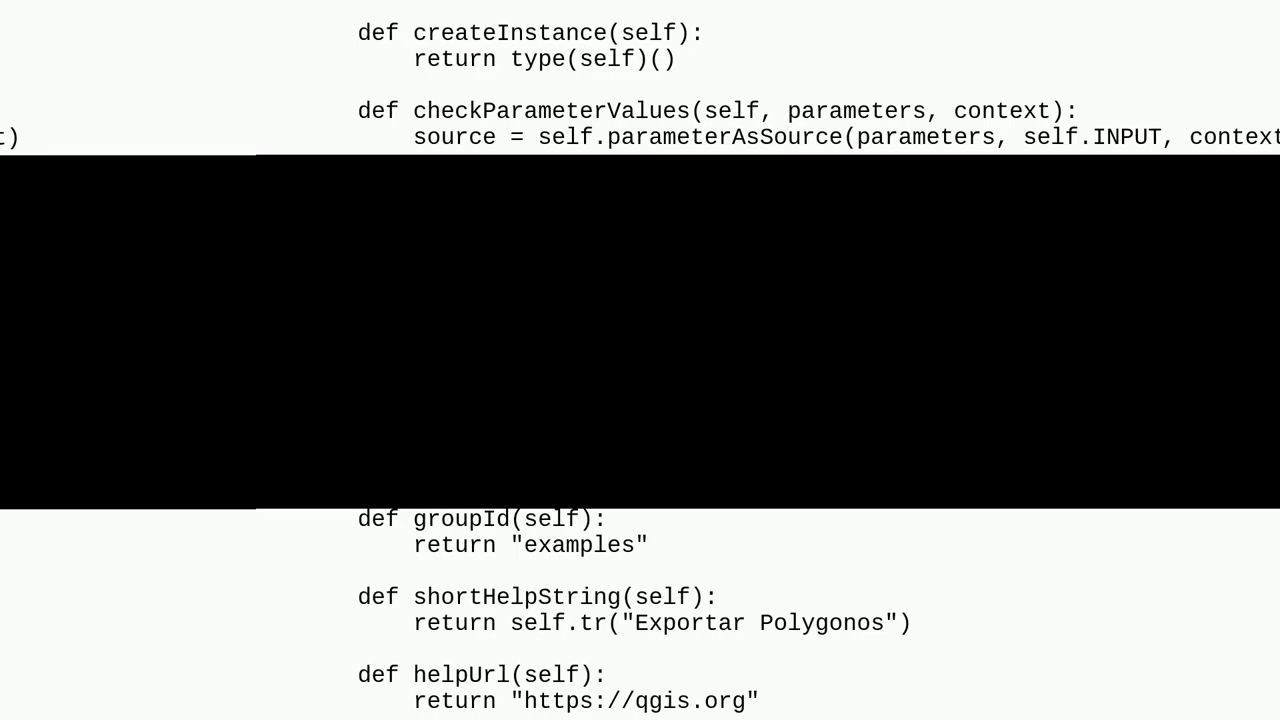 def createInstance(self):
return type(self)()
def checkParameterValues(self, parameters, context):
source = self.parameterAsSource(parameters, self.INPUT, context
t)
def groupId(self):
return "examples"
def shortHelpString(self):
return self.tr("Exportar Polygonos")
def helpUrl(self):
return "https://qgis.org"